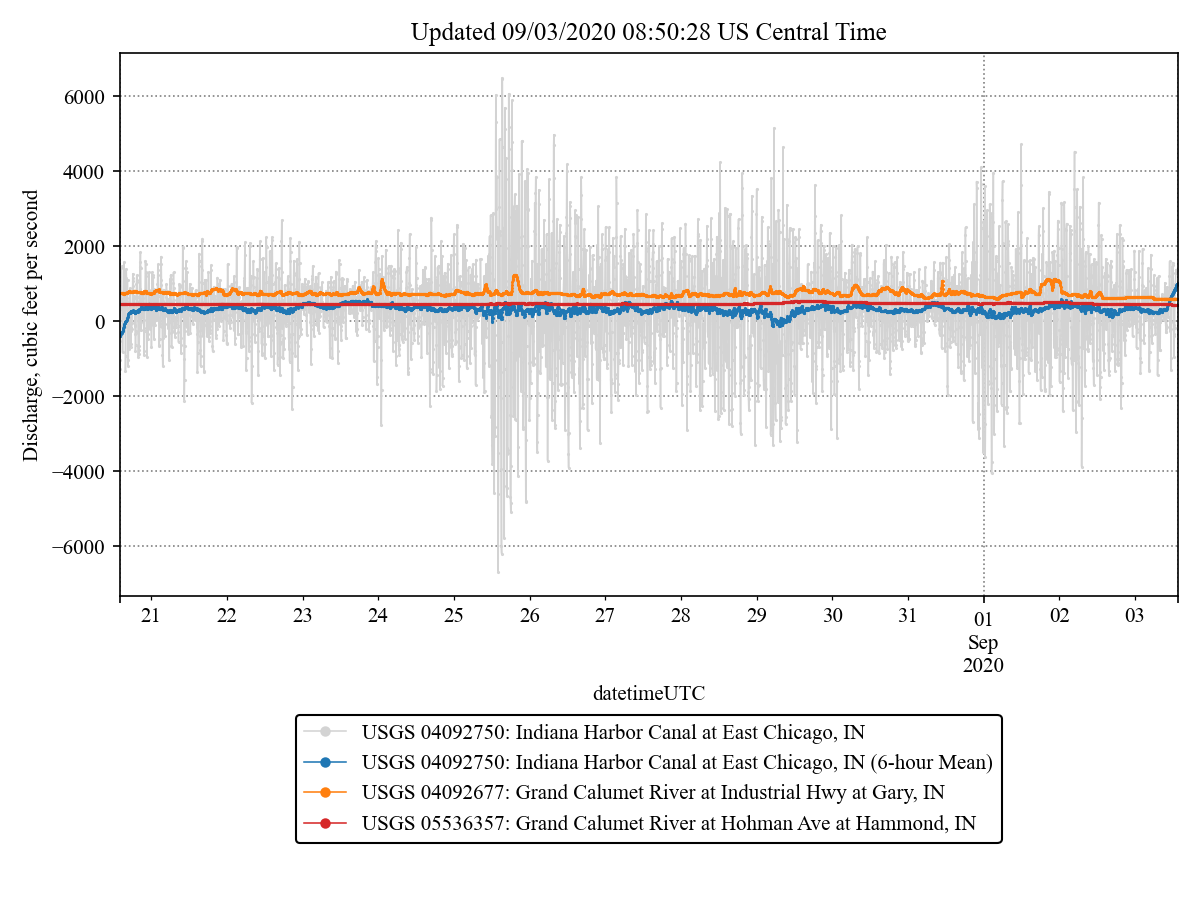 Updated 09/03/2020 08:50:28 US Central Time
Discharge, cubic feet per second
6000
4000
2000
0
−2000
−4000
−6000
21 22 23 24 25 26 27 28 29 30 31 01 02 03
Sep
2020
datetimeUTC
USGS 04092750: Indiana Harbor Canal at East Chicago, IN
USGS 04092750: Indiana Harbor Canal at East Chicago, IN (6-hour Mean)
USGS 04092677: Grand Calumet River at Industrial Hwy at Gary, IN
USGS 05536357: Grand Calumet River at Hohman Ave at Hammond, IN